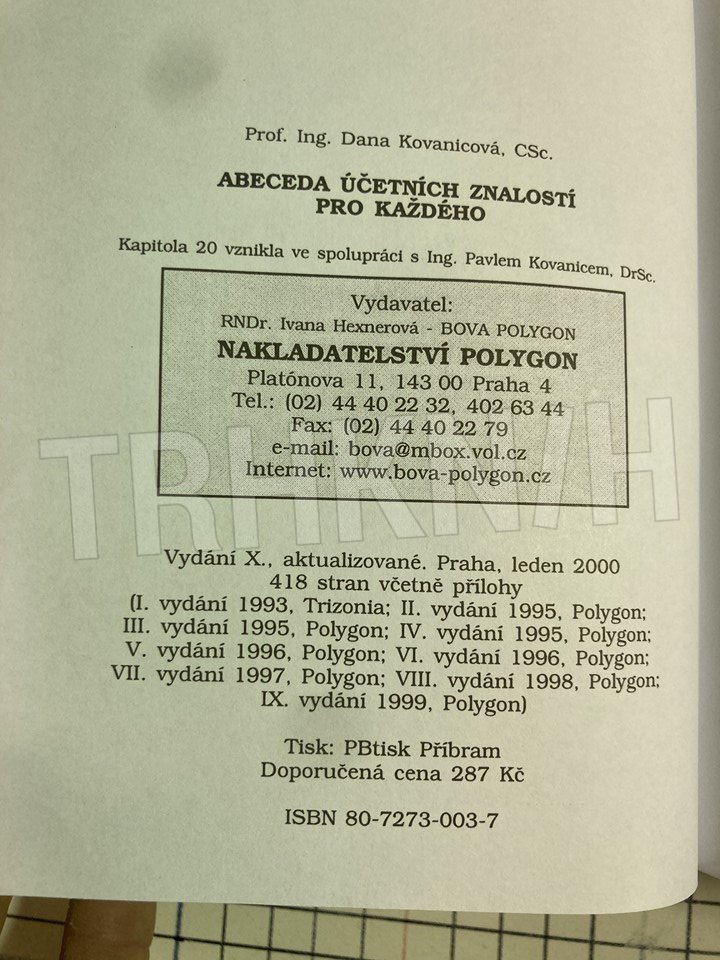 Prof. Ing. Dana Kovanicová, CSc.
ABECEDA ÚČETNÍCH ZNALOSTÍ
PRO KAŽDÉHO
Kapitola 20 vznikla ve spolupráci s Ing. Pavlem Kovanicem, DrSc.
Vydavatel:
RNDr. Ivana Hexnerová - BOVA POLYGON
NAKLADATELSTVÍ POLYGON
Platónova 11, 143 00 Praha 4
Tel.: (02) 44 40 22 32, 402 63 44
Fax: (02) 44 40 22 79
e-mail: bova@mbox.vol.cz
Internet: www.bova-polygon.cz
TRHKNIH
Vydání X., aktualizované. Praha, leden 2000
418 stran včetně přílohy
(I. vydání 1993, Trizonia; II. vydání 1995, Polygon;
III. vydání 1995, Polygon; IV. vydání 1995, Polygon;
V. vydání 1996, Polygon; VI. vydání 1996, Polygon;
VII. vydání 1997, Polygon; VIII. vydání 1998, Polygon;
IX. vydání 1999, Polygon)
Tisk: PBtisk Příbram
Doporučená cena 287 Kč
ISBN 80-7273-003-7